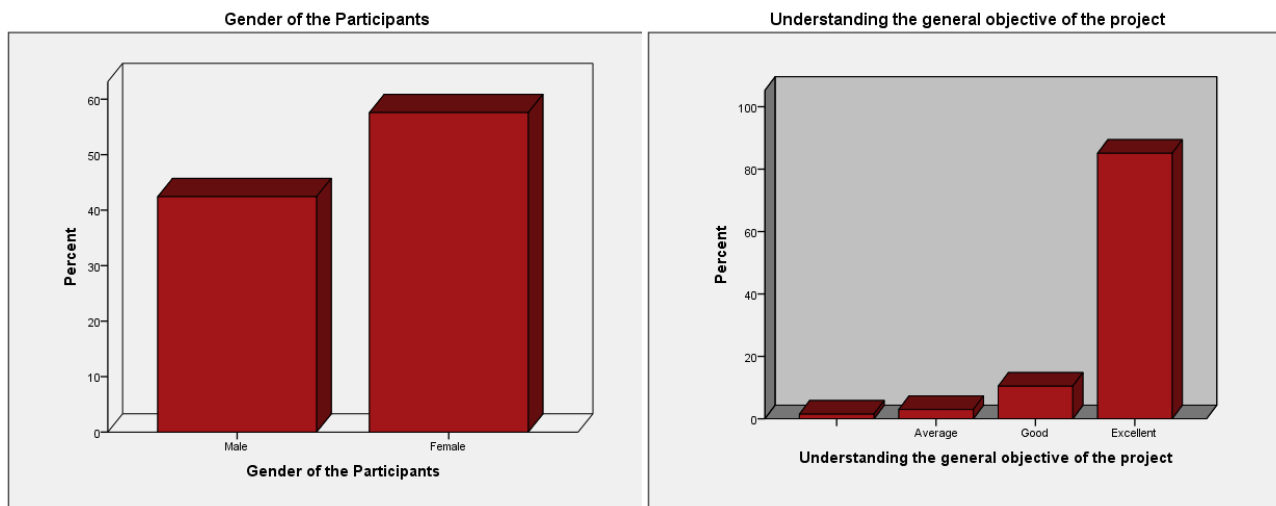 Gender of the Participants
60
50
40
30
20
10
0
Percent
Male Female
Gender of the Participants
Understanding the general objective of the project
100
80
60
40
20
0
Percent
Average Good Excellent
Understanding the general objective of the project